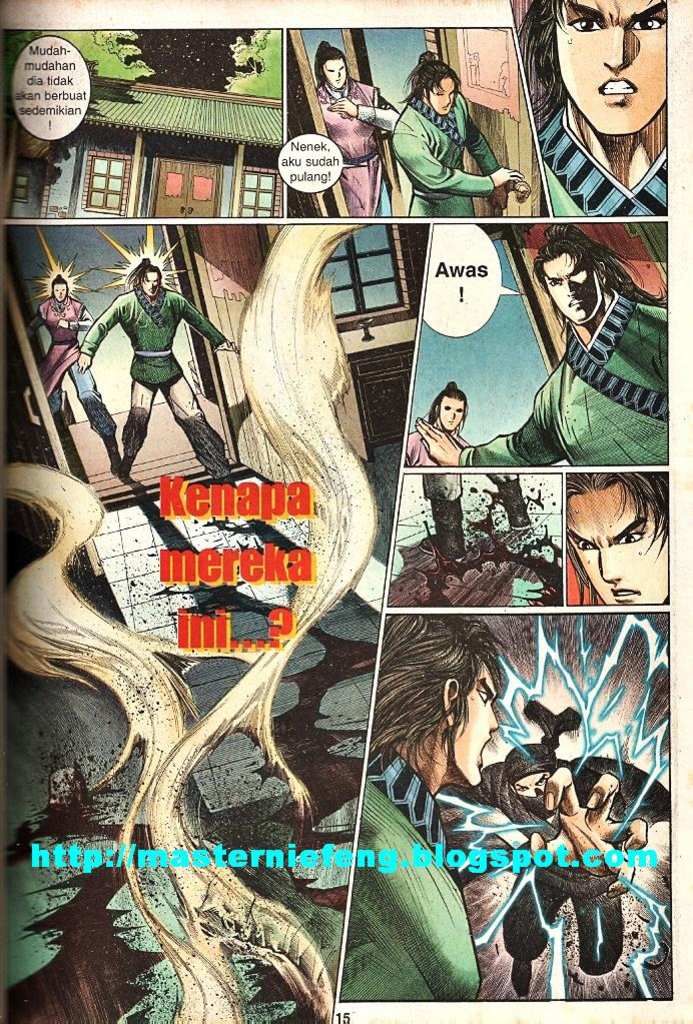 Mudah-
mudahan
dia tidak
akan berbuat
sedemikian
!
Nenek,
aku sudah
pulang!
Kenapa
mereka
ini....?
Awas
!
http://masterniefeng.blogspot.com
15